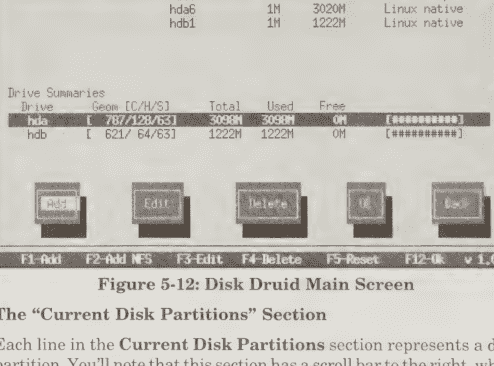 hda6 1M 3020M Linux native
hdb1 1M 1222M Linux native
Drive Summaries
Drive Geom [C/H/S] Total Used Free
hda [ 787/128/63] 3098M 3098M 0M [##########]
hdb [ 621/ 64/63] 1222M 1222M 0M [##########]
Add Edit Delete Ok Back
F1-Add F2-Add NFS F3-Edit F4-Delete F5-Reset F12-Ok v 1.0
Figure 5-12: Disk Druid Main Screen
The “Current Disk Partitions” Section
Each line in the Current Disk Partitions section represents a d
partition. You'll note that this section has a scroll bar to the right, wh